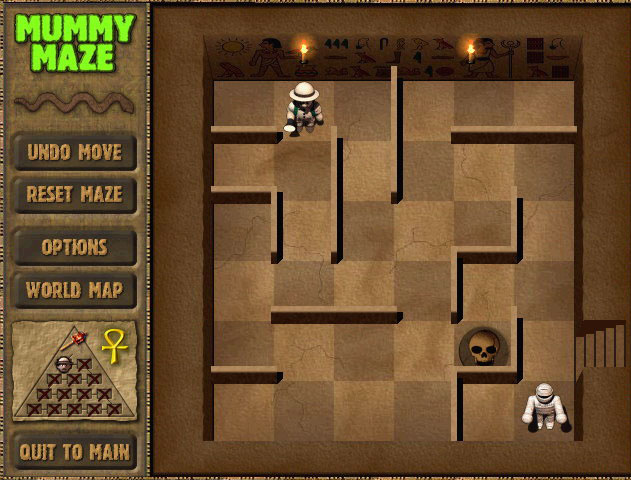 MUMMY
MAZE
UNDO MOVE
RESET MAZE
OPTIONS
WORLD MAP
QUIT TO MAIN